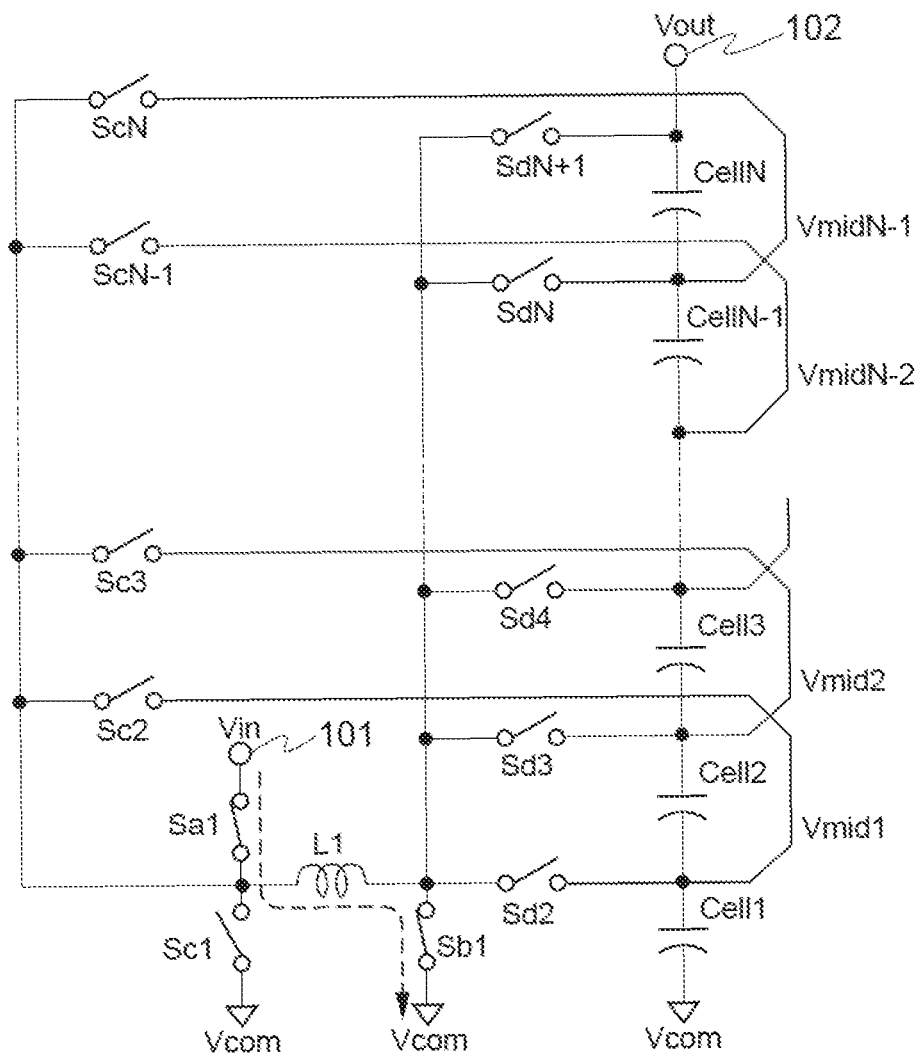 Vout
102
ScN
SdN+1
CellN
VmidN-1
ScN-1
SdN
CellN-1
VmidN-2
Sc3
Sd4
Cell3
Vmid2
Sc2
Vin
101
Sd3
Cell2
Sa1
L1
Vmid1
Sd2
Cell1
Sc1
Sb1
Vcom
Vcom
Vcom